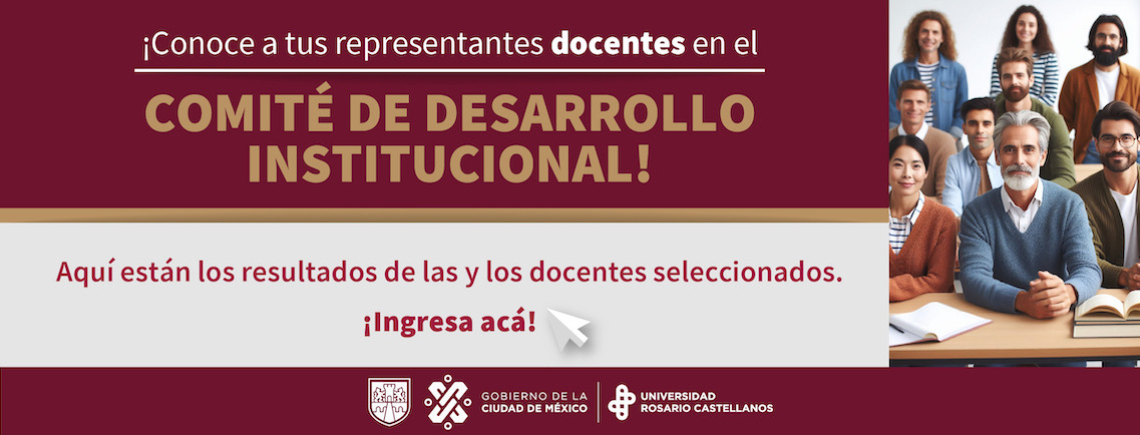 ¡Conoce a tus representantes docentes en el
COMITÉ DE DESARROLLO
INSTITUCIONAL!
Aquí están los resultados de las y los docentes seleccionados.
¡Ingresa acá!
GOBIERNO DE LA
CIUDAD DE MÉXICO
UNIVERSIDAD
ROSARIO CASTELLANOS